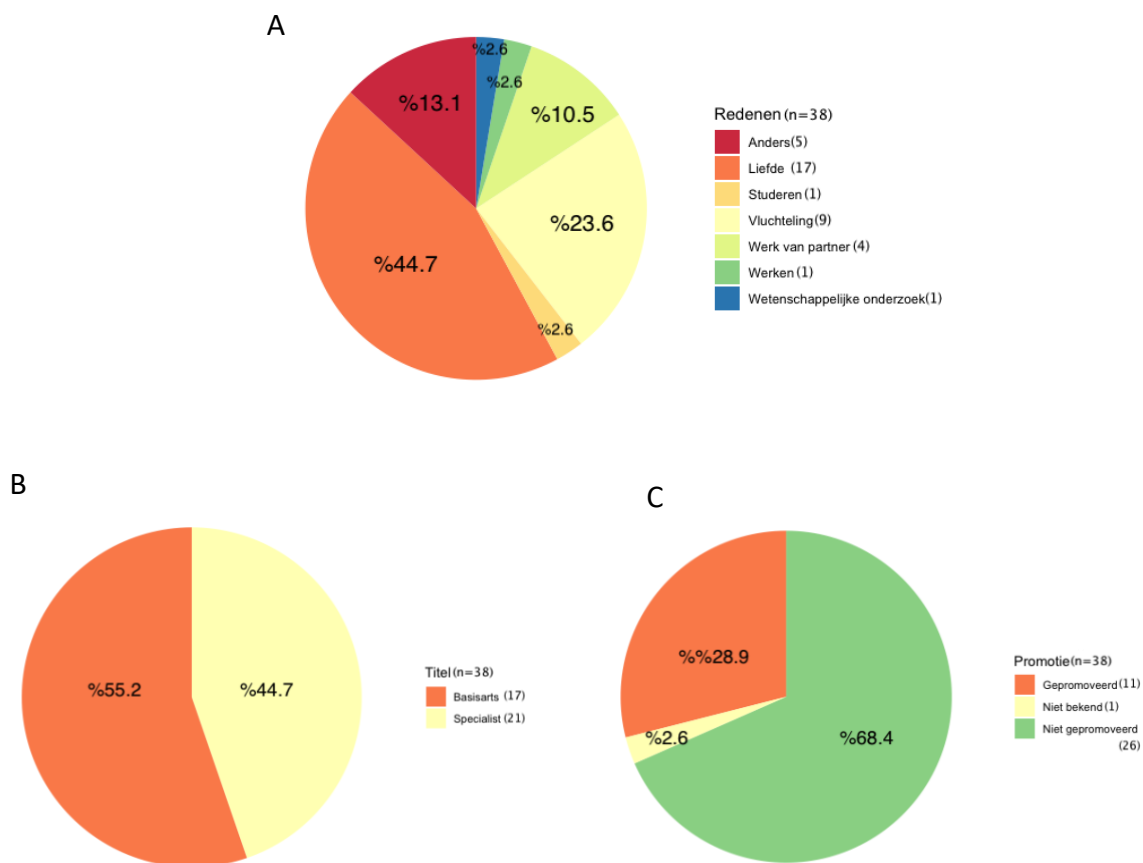 A
%2.6
%2.6
%13.1
%10.5
%23.6
%44.7
%2.6
Redenen (n=38)
Anders(5)
Liefde (17)
Studeren (1)
Vluchteling(9)
Werk van partner(4)
Werken (1)
Wetenschappelijke onderzoek(1)
B
%55.2
%44.7
Titel(n=38)
Basisarts (17)
Specialist (21)
C
%%28.9
%2.6
%68.4
Promotie(n=38)
Gepromoveerd(11)
Niet bekend(1)
Niet gepromoveerd
(26)